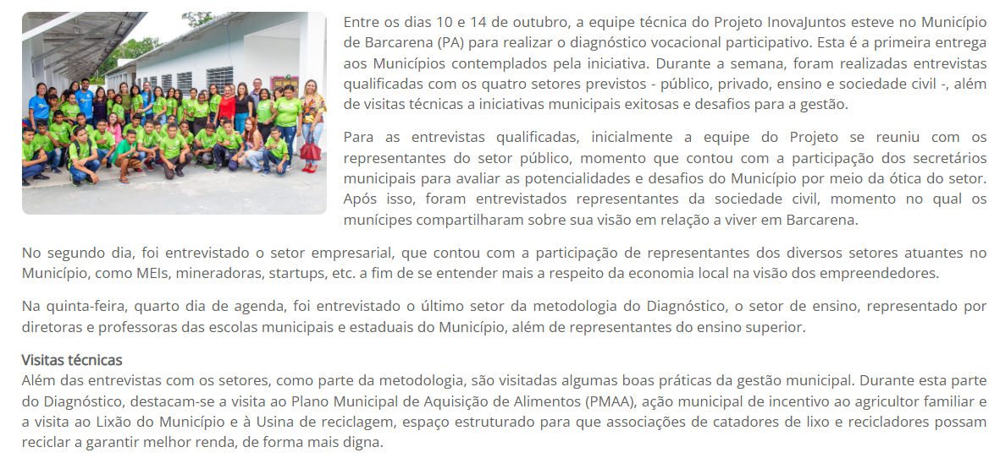 Entre os dias 10 e 14 de outubro, a equipe técnica do Projeto InovaJuntos esteve no Município
de Barcarena (PA) para realizar o diagnóstico vocacional participativo. Esta é a primeira entrega
aos Municípios contemplados pela iniciativa. Durante a semana, foram realizadas entrevistas
qualificadas com os quatro setores previstos - público, privado, ensino e sociedade civil -, além
de visitas técnicas a iniciativas municipais exitosas e desafios para a gestão.
Para as entrevistas qualificadas, inicialmente a equipe do Projeto se reuniu com os
representantes do setor público, momento que contou com a participação dos secretários
municipais para avaliar as potencialidades e desafios do Município por meio da ótica do setor.
Após isso, foram entrevistados representantes da sociedade civil, momento no qual os
munícipes compartilharam sobre sua visão em relação a viver em Barcarena.
No segundo dia, foi entrevistado o setor empresarial, que contou com a participação de representantes dos diversos setores atuantes no
Município, como MEIs, mineradoras, startups, etc. a fim de se entender mais a respeito da economia local na visão dos empreendedores.
Na quinta-feira, quarto dia de agenda, foi entrevistado o último setor da metodologia do Diagnóstico, o setor de ensino, representado por
diretoras e professoras das escolas municipais e estaduais do Município, além de representantes do ensino superior.
Visitas técnicas
Além das entrevistas com os setores, como parte da metodologia, são visitadas algumas boas práticas da gestão municipal. Durante esta parte
do Diagnóstico, destacam-se a visita ao Plano Municipal de Aquisição de Alimentos (PMAA), ação municipal de incentivo ao agricultor familiar e
a visita ao Lixão do Município e à Usina de reciclagem, espaço estruturado para que associações de catadores de lixo e recicladores possam
reciclar a garantir melhor renda, de forma mais digna.